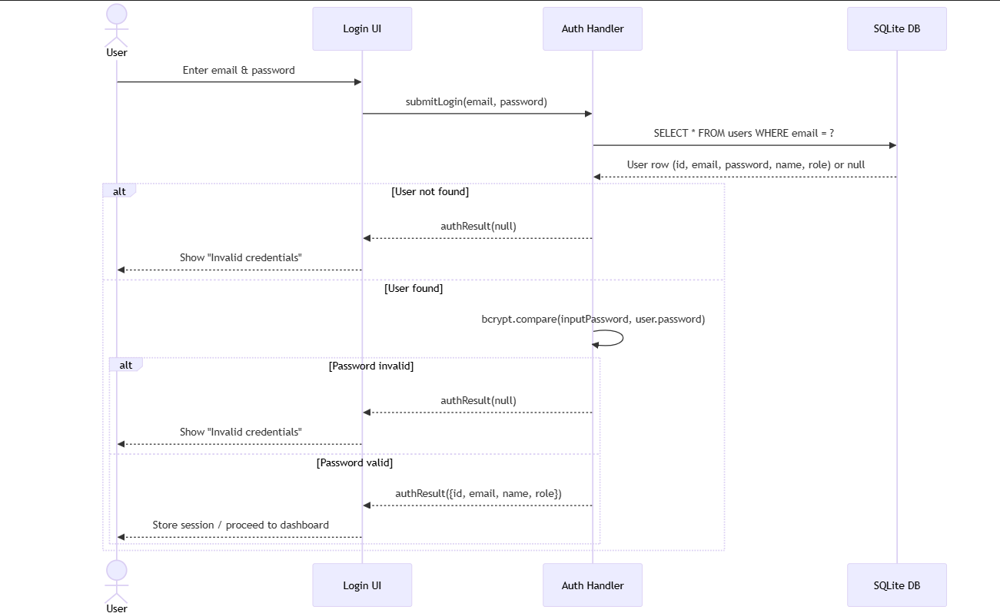 Login UI
Auth Handler
SQLite DB
User
Enter email & password
submitLogin(email, password)
SELECT * FROM users WHERE email = ?
User row (id, email, password, name, role) or null
alt
[User not found]
authResult(null)
Show "Invalid credentials"
[User found]
bcrypt.compare(inputPassword, user.password)
alt
[Password invalid]
authResult(null)
Show "Invalid credentials"
[Password valid]
authResult({id, email, name, role})
Store session / proceed to dashboard
Login UI
Auth Handler
SQLite DB
User